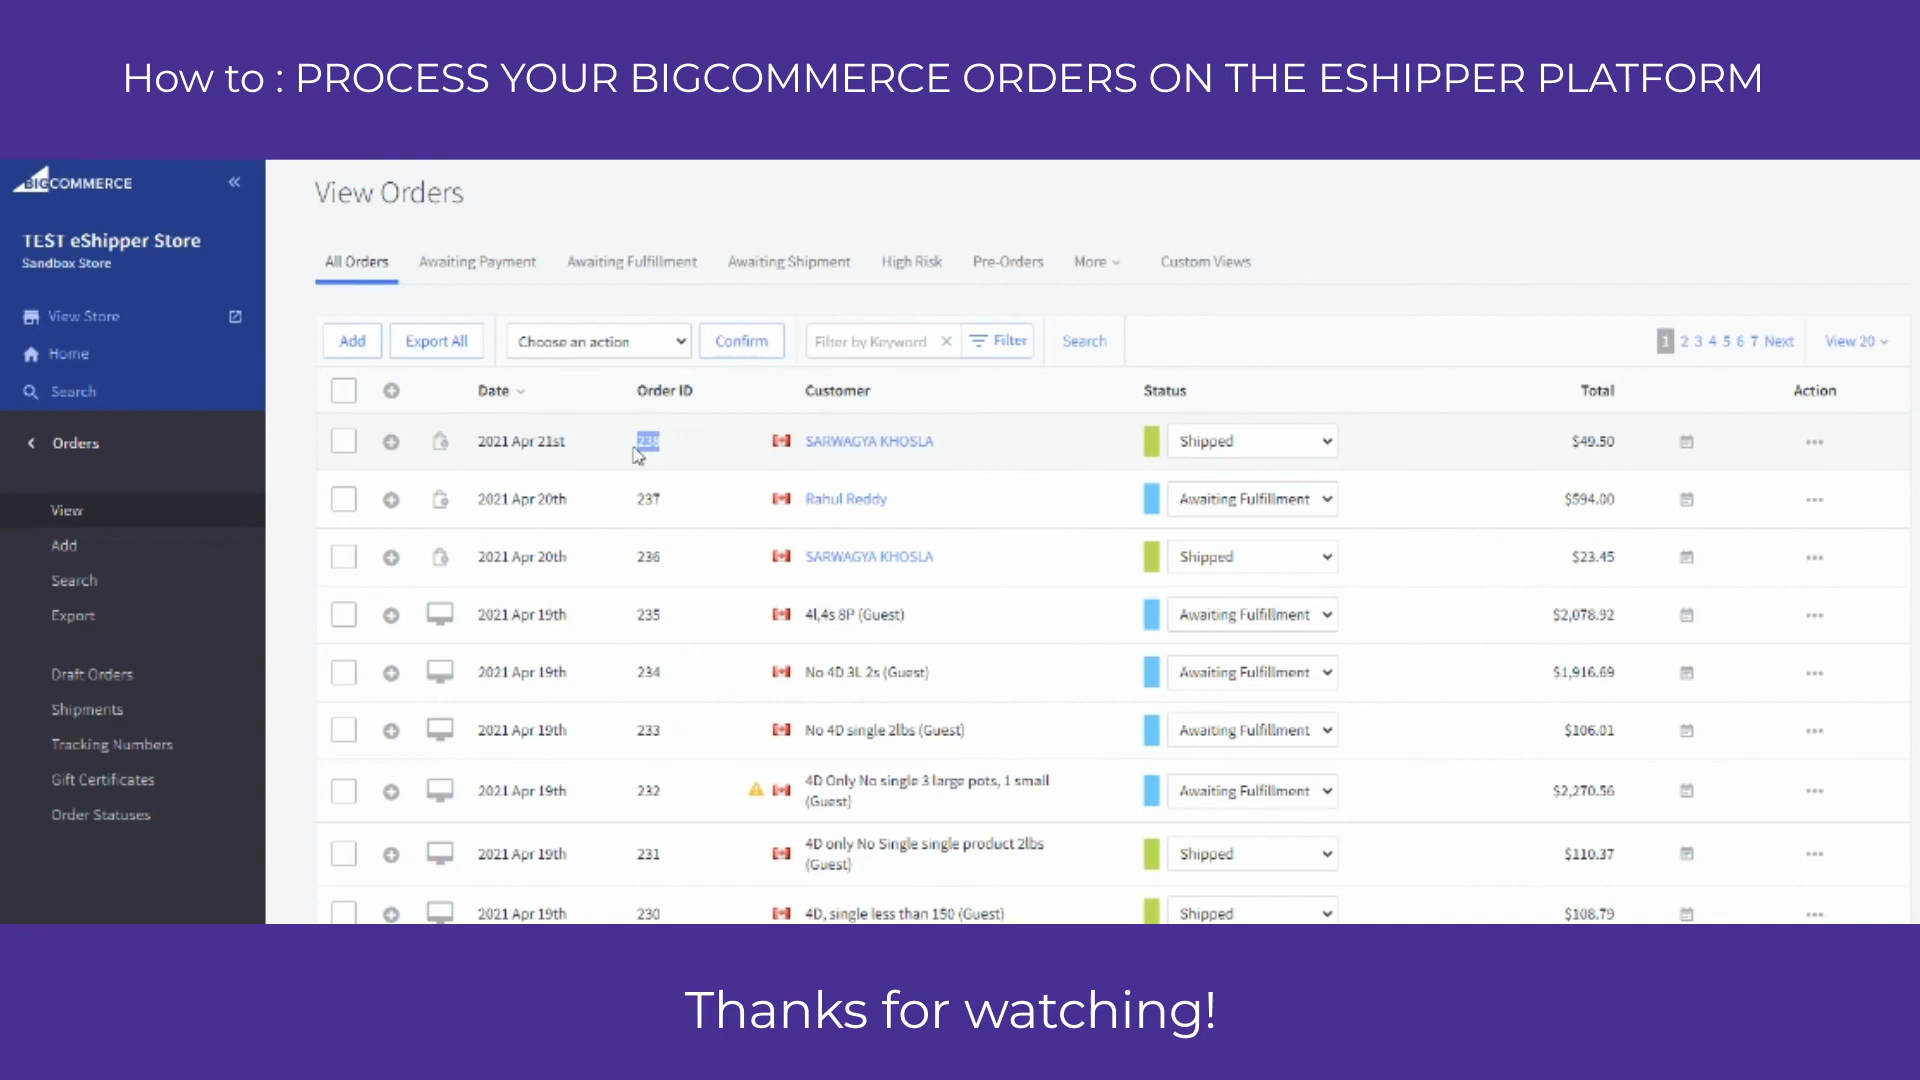 How to : PROCESS YOUR BIGCOMMERCE ORDERS ON THE ESHIPPER PLATFORM
BIGCOMMERCE
View Orders
TEST eShipper Store
Sandbox Store
All Orders Awaiting Payment Awaiting Fulfillment Awaiting Shipment High Risk Pre-Orders More Custom Views
View Store
Home
Search
Add Export All Choose an action Confirm Filter by Keyword Filter Search 1 2 3 4 5 6 7 Next View 20
Date Order ID Customer Status Total Action
Orders
View
Add
Search
Export
Draft Orders
Shipments
Tracking Numbers
Gift Certificates
Order Statuses
2021 Apr 21st 238 SARWAGYA KHOSLA Shipped $49.50
2021 Apr 20th 237 Rahul Reddy Awaiting Fulfillment $594.00
2021 Apr 20th 236 SARWAGYA KHOSLA Shipped $23.45
2021 Apr 19th 235 4l,4s 8P (Guest) Awaiting Fulfillment $2,078.92
2021 Apr 19th 234 No 4D 3L 2s (Guest) Awaiting Fulfillment $1,916.69
2021 Apr 19th 233 No 4D single 2lbs (Guest) Awaiting Fulfillment $106.01
2021 Apr 19th 232 4D Only No single 3 large pots, 1 small
(Guest) Awaiting Fulfillment $2,270.56
2021 Apr 19th 231 4D only No Single single product 2lbs
(Guest) Shipped $110.37
2021 Apr 19th 230 4D, single less than 150 (Guest) Shipped $108.79
Thanks for watching!